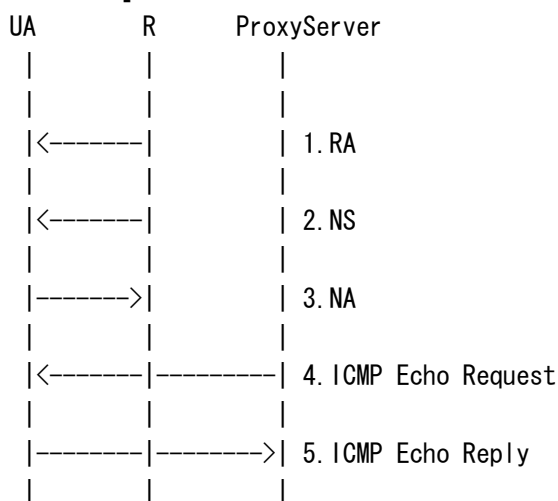 UA R ProxyServer
| | |
| | |
|<-------| | 1.RA
| | |
|<-------| | 2.NS
| | |
|------->| | 3.NA
| | |
|<-------|---------| 4.ICMP Echo Request
| | |
|--------|-------->| 5.ICMP Echo Reply
| | |